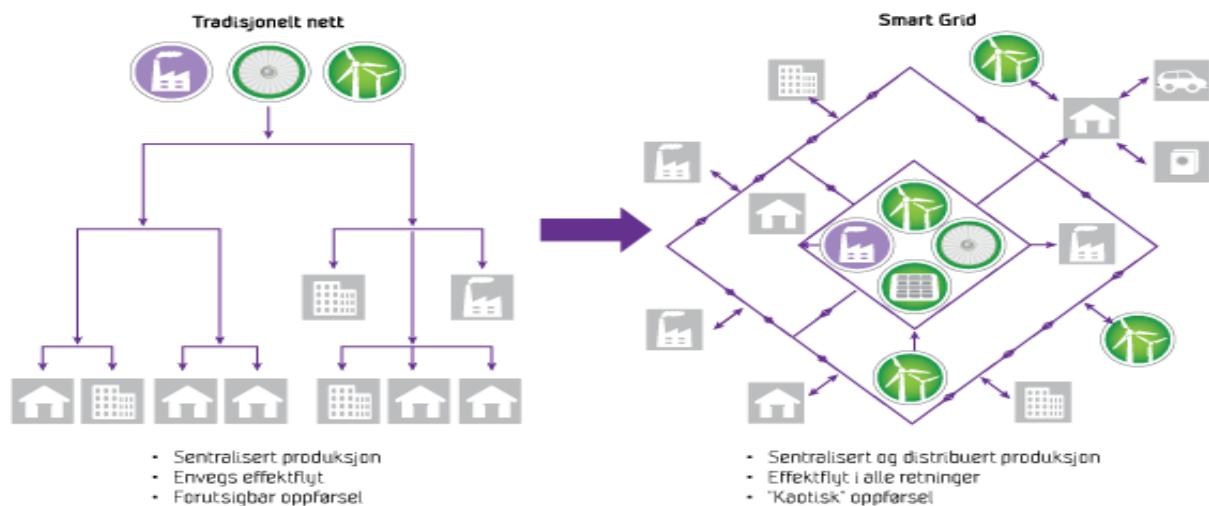 Tradisjonelt nett
• Sentralisert produksjon
• Envegs effektflyt
• Forutsigbar oppførsel
Smart Grid
• Sentralisert og distribuert produksjon
• Effektflyt i alle retninger
• "Kaotisk" oppførsel